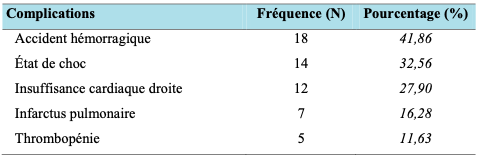 Complications Fréquence (N) Pourcentage (%)
Accident hémorragique 18 41,86
État de choc 14 32,56
Insuffisance cardiaque droite 12 27,90
Infarctus pulmonaire 7 16,28
Thrombopénie 5 11,63